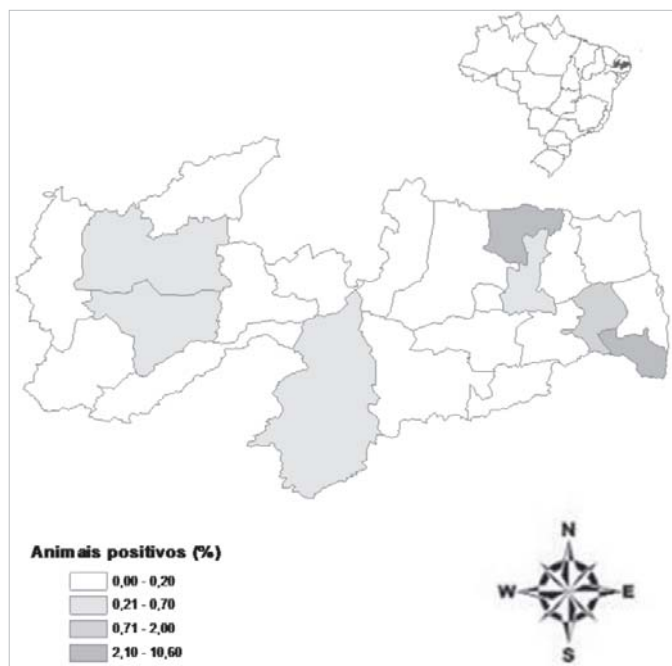 Animais positivos (%)
0,00 - 0,20
0,21 - 0,70
0,71 - 2,00
2,10 - 10,60
N
W E
S